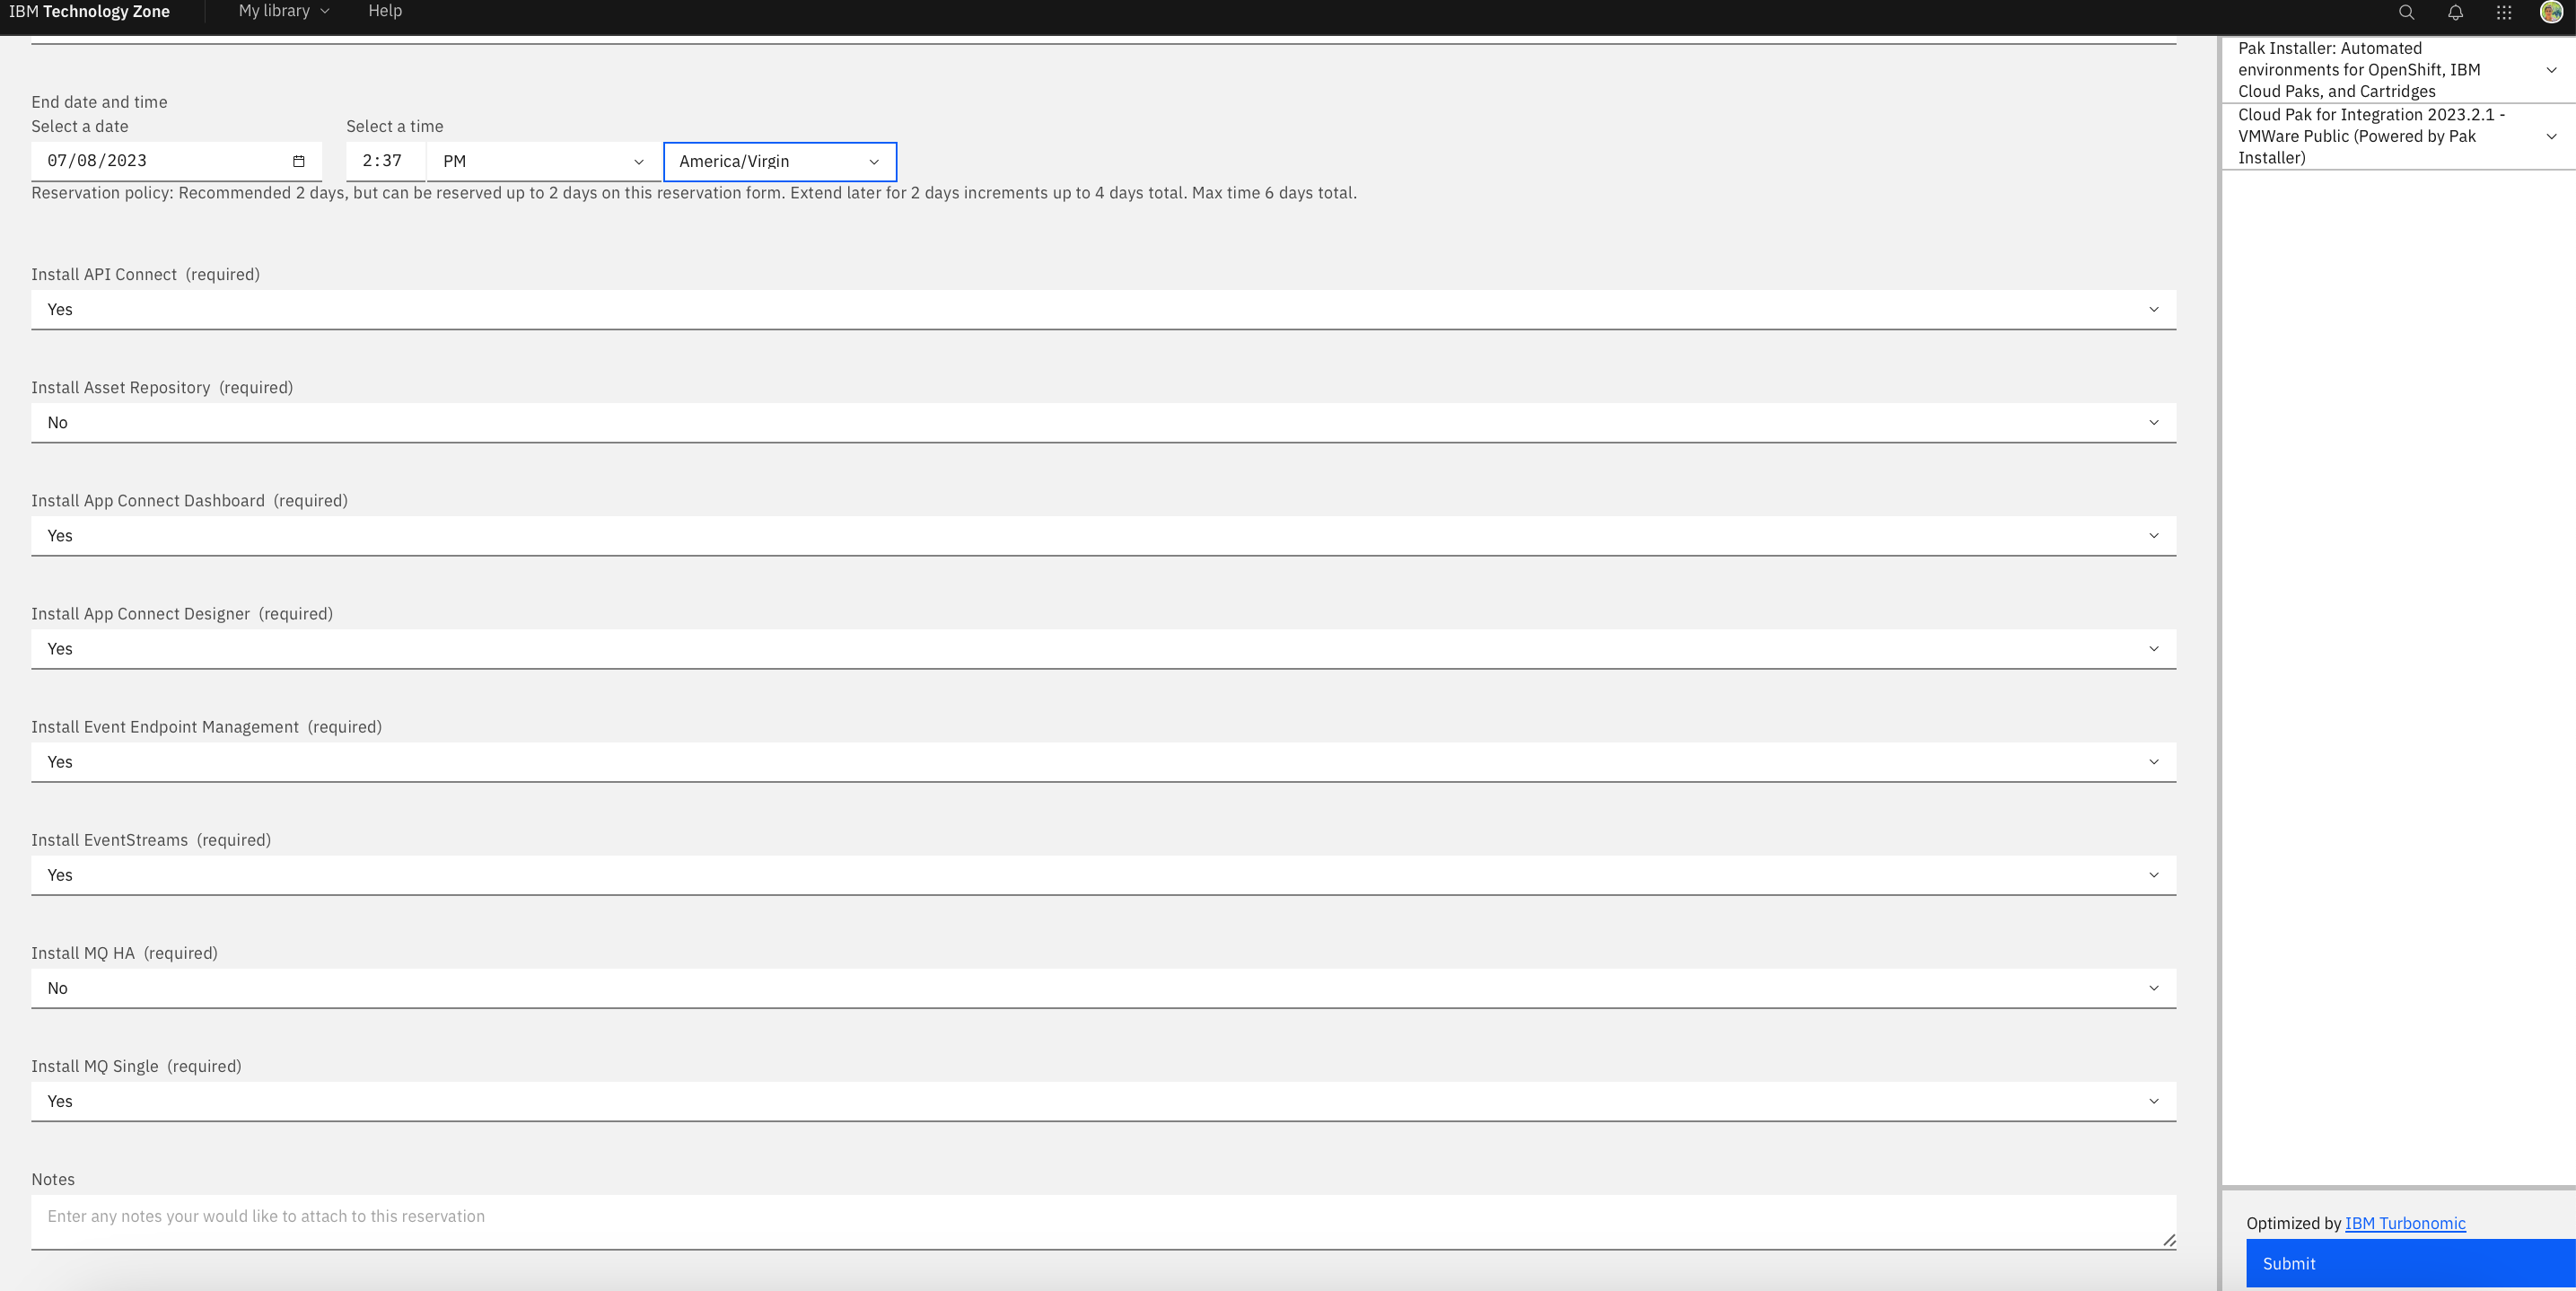 IBM Technology Zone
My library
Help
End date and time
Select a date
Select a time
07/08/2023
2:37
PM
America/Virgin
Reservation policy: Recommended 2 days, but can be reserved up to 2 days on this reservation form. Extend later for 2 days increments up to 4 days total. Max time 6 days total.
Install API Connect (required)
Yes
Install Asset Repository (required)
No
Install App Connect Dashboard (required)
Yes
Install App Connect Designer (required)
Yes
Install Event Endpoint Management (required)
Yes
Install EventStreams (required)
Yes
Install MQ HA (required)
No
Install MQ Single (required)
Yes
Notes
Enter any notes your would like to attach to this reservation
Pak Installer: Automated
environments for OpenShift, IBM
Cloud Paks, and Cartridges
Cloud Pak for Integration 2023.2.1 -
VMWare Public (Powered by Pak
Installer)
Optimized by IBM Turbonomic
Submit